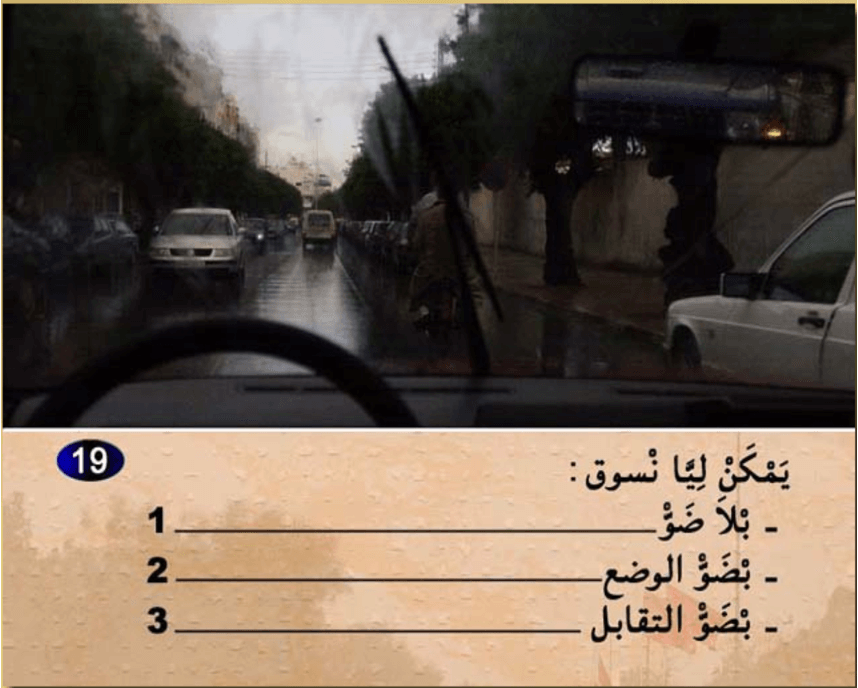 19
يَمْكَنْ لِيَّا نْسوق :
ـ بْلاَ ضَوّْ 1
ـ بْضَوّْ الوضع 2
ـ بْضَوّْ التقابل 3